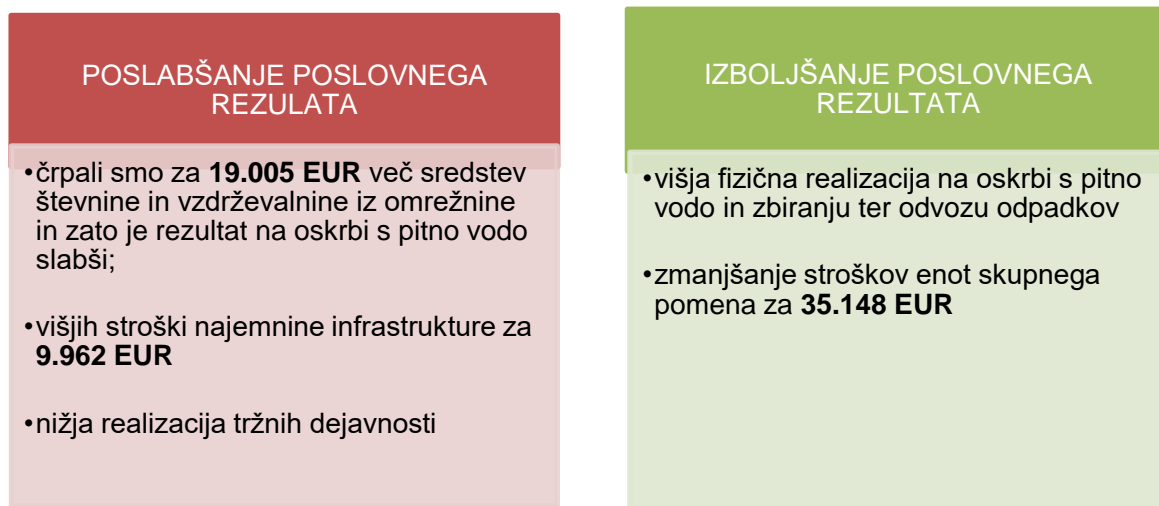 POSLABŠANJE POSLOVNEGA
REZULATA
•črpali smo za 19.005 EUR več sredstev
števnine in vzdrževalnine iz omrežnine
in zato je rezultat na oskrbi s pitno vodo
slabši;
•višjih stroški najemnine infrastrukture za
9.962 EUR
•nižja realizacija tržnih dejavnosti
IZBOLJŠANJE POSLOVNEGA
REZULTATA
•višja fizična realizacija na oskrbi s pitno
vodo in zbiranju ter odvozu odpadkov
•zmanjšanje stroškov enot skupnega
pomena za 35.148 EUR